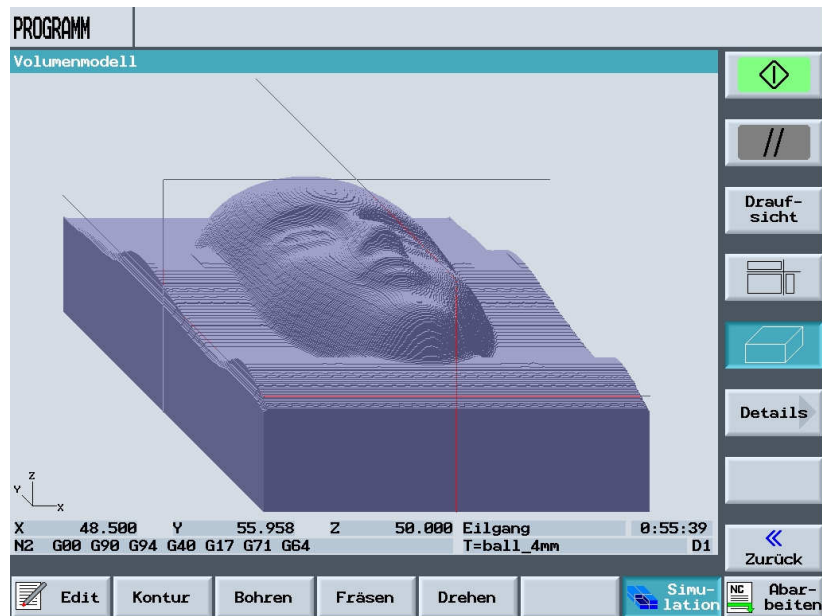 PROGRAMM
Volumenmodell
//
Drauf-
sicht
Details
Z
Y
X
X 48.500 Y 55.958 Z 50.000 Eilgang 0:55:39
N2 G00 G90 G94 G40 G17 G71 G64 T=ball_4mm D1
Zurück
Edit Kontur Bohren Fräsen Drehen
Simu-
lation
NC Abar-
beiten